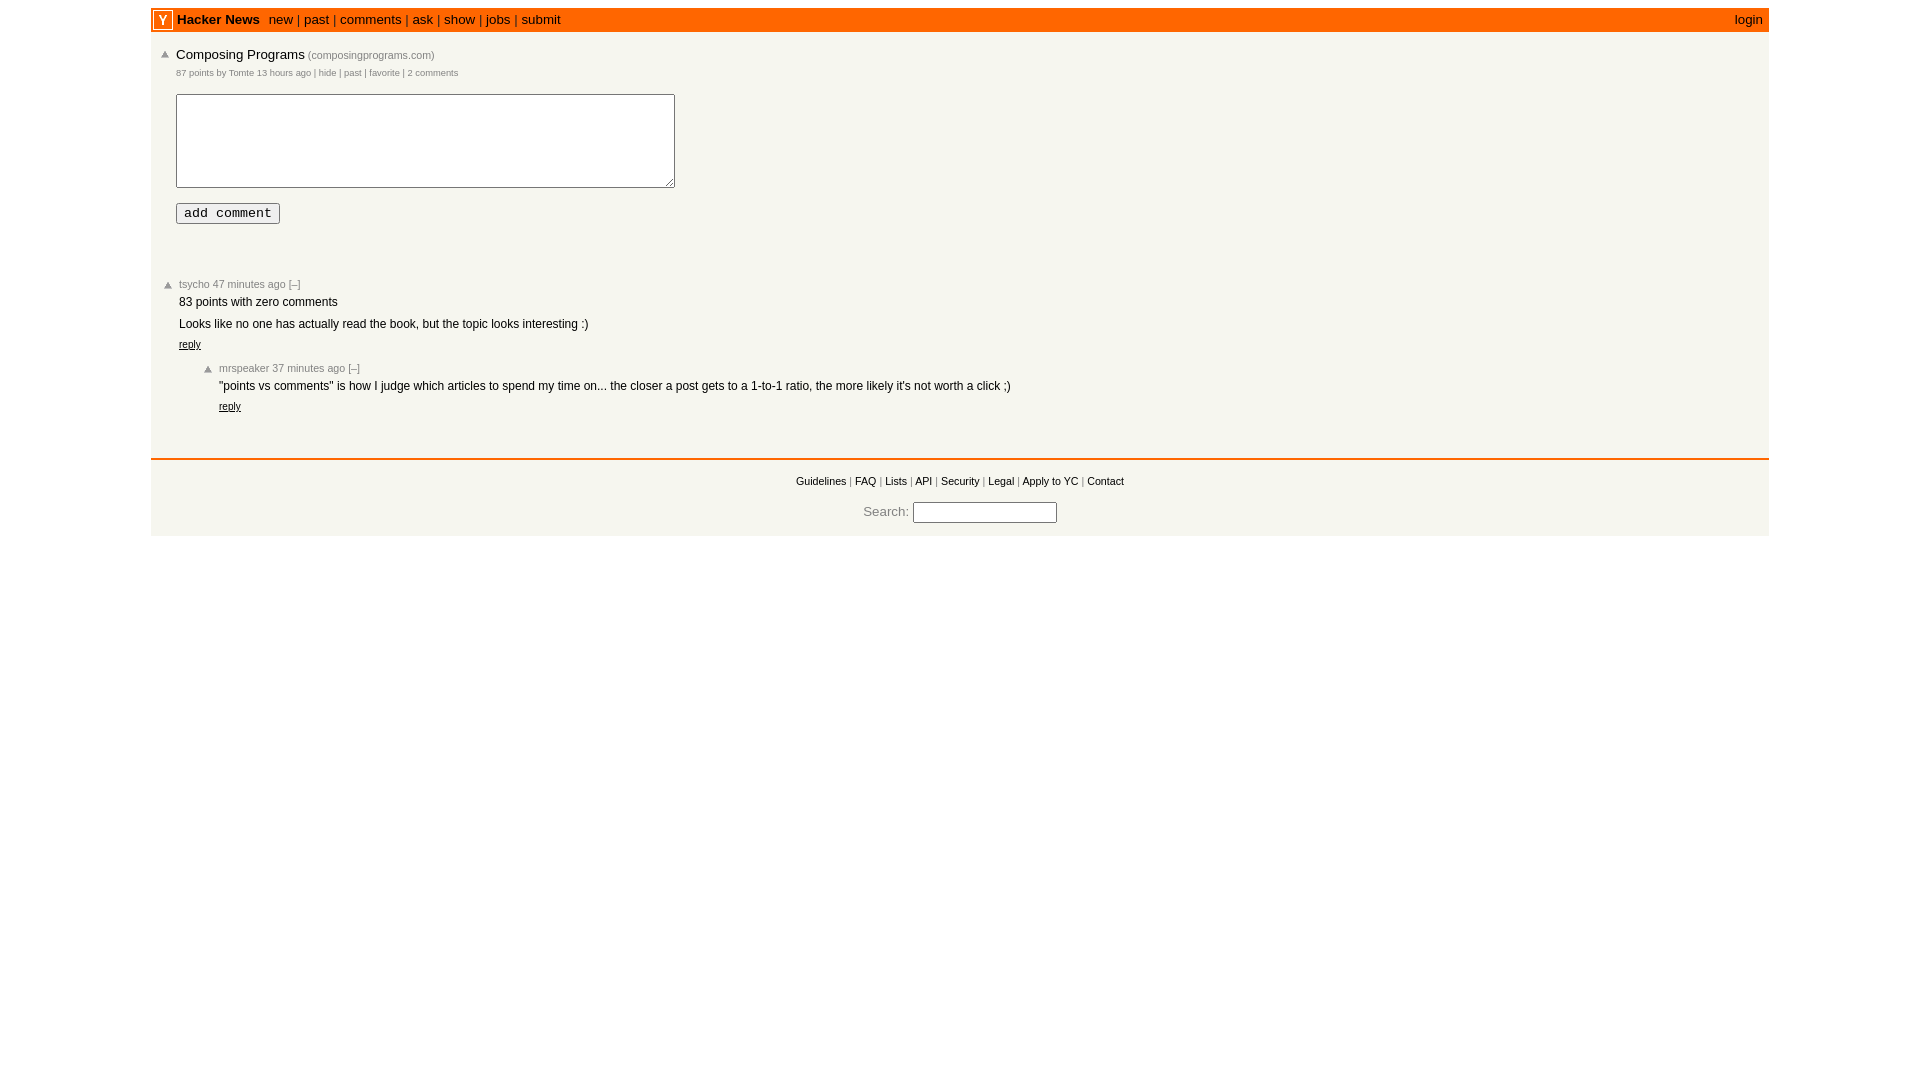 Y Hacker News new | past | comments | ask | show | jobs | submit login
Composing Programs (composingprograms.com)
87 points by Tomte 13 hours ago | hide | past | favorite | 2 comments
add comment
tsycho 47 minutes ago [–]
83 points with zero comments
Looks like no one has actually read the book, but the topic looks interesting :)
reply
mrspeaker 37 minutes ago [–]
"points vs comments" is how I judge which articles to spend my time on... the closer a post gets to a 1-to-1 ratio, the more likely it's not worth a click ;)
reply
Guidelines | FAQ | Lists | API | Security | Legal | Apply to YC | Contact
Search: